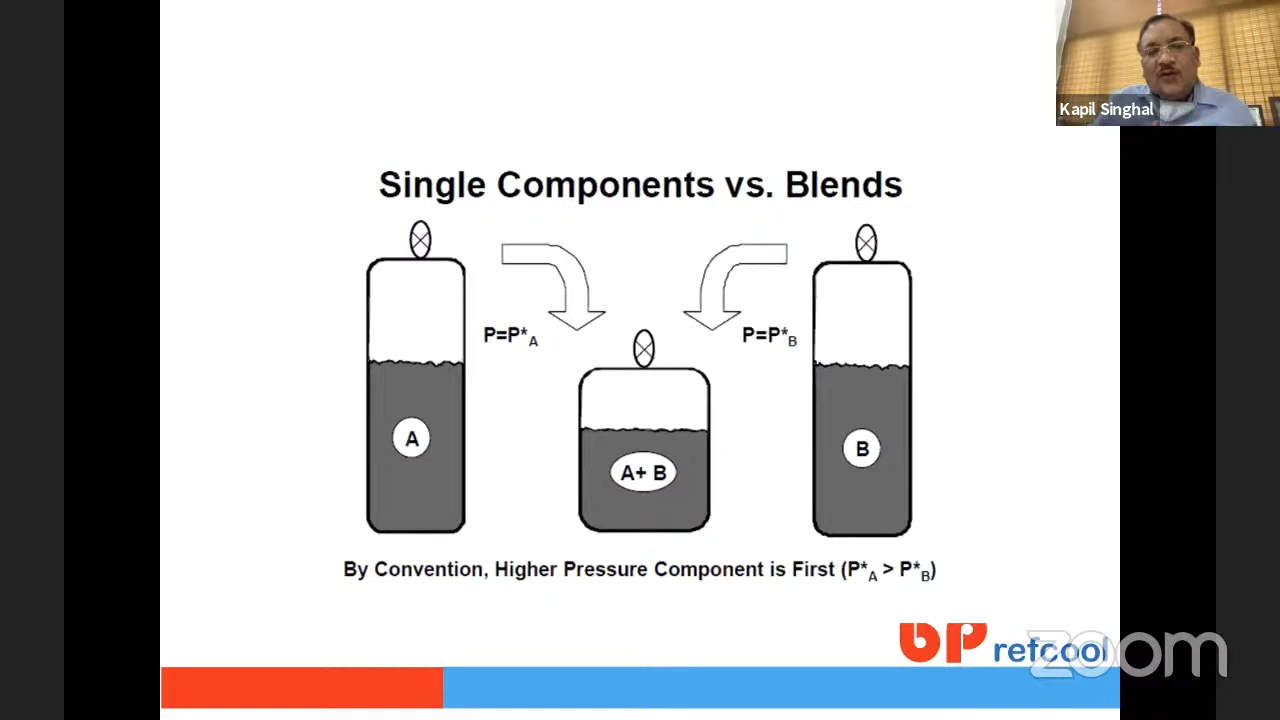 Kapil Singhal
Single Components vs. Blends
P=P*A
P=P*B
A
A+ B
B
By Convention, Higher Pressure Component is First (P*A > P*B)
bp refcool
zoom